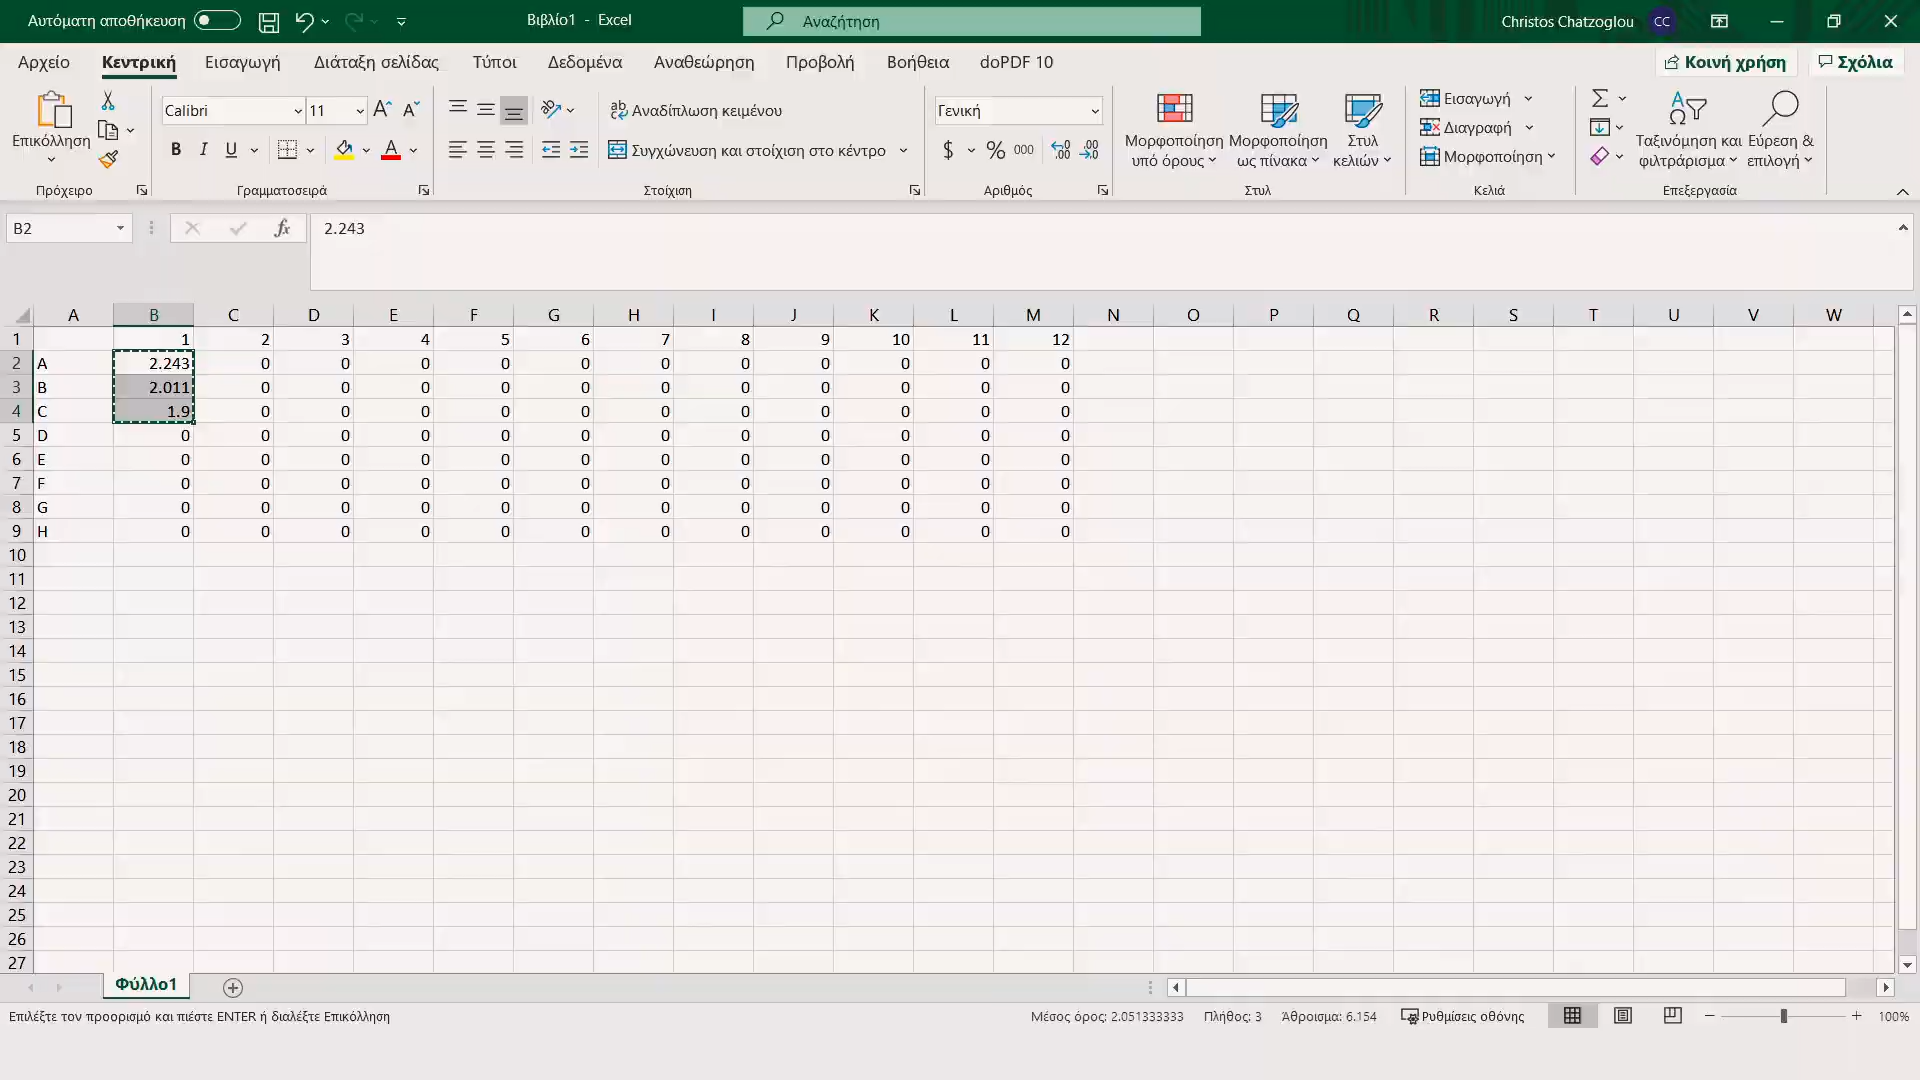 Αυτόματη αποθήκευση
Βιβλίο1 - Excel
Αναζήτηση
Christos Chatzoglou CC
Αρχείο Κεντρική Εισαγωγή Διάταξη σελίδας Τύποι Δεδομένα Αναθεώρηση Προβολή Βοήθεια doPDF 10 Κοινή χρήση Σχόλια
Επικόλληση
Πρόχειρο
Calibri 11
B I U
Γραμματοσειρά
Αναδίπλωση κειμένου
Συγχώνευση και στοίχιση στο κέντρο
Στοίχιση
Γενική
$ % 000
Αριθμός
Μορφοποίηση υπό όρους
Μορφοποίηση ως πίνακα
Στυλ κελιών
Στυλ
Εισαγωγή
Διαγραφή
Μορφοποίηση
Κελιά
Ταξινόμηση και φιλτράρισμα
Εύρεση & επιλογή
Επεξεργασία
B2 fx 2.243
A B C D E F G H I J K L M N O P Q R S T U V W
1 1 2 3 4 5 6 7 8 9 10 11 12
2 A 2.243 0 0 0 0 0 0 0 0 0 0 0
3 B 2.011 0 0 0 0 0 0 0 0 0 0 0
4 C 1.9 0 0 0 0 0 0 0 0 0 0 0
5 D 0 0 0 0 0 0 0 0 0 0 0 0
6 E 0 0 0 0 0 0 0 0 0 0 0 0
7 F 0 0 0 0 0 0 0 0 0 0 0 0
8 G 0 0 0 0 0 0 0 0 0 0 0 0
9 H 0 0 0 0 0 0 0 0 0 0 0 0
10
11
12
13
14
15
16
17
18
19
20
21
22
23
24
25
26
27
Φύλλο1
Επιλέξτε τον προορισμό και πιέστε ENTER ή διαλέξτε Επικόλληση Μέσος όρος: 2.051333333 Πλήθος: 3 Άθροισμα: 6.154 Ρυθμίσεις οθόνης 100%